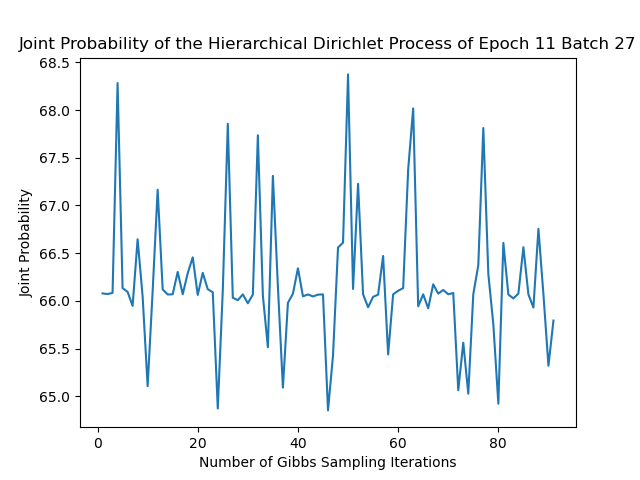 Joint Probability of the Hierarchical Dirichlet Process of Epoch 11 Batch 27
68.5
68.0
67.5
67.0
66.5
66.0
65.5
65.0
Joint Probability
0 20 40 60 80
Number of Gibbs Sampling Iterations